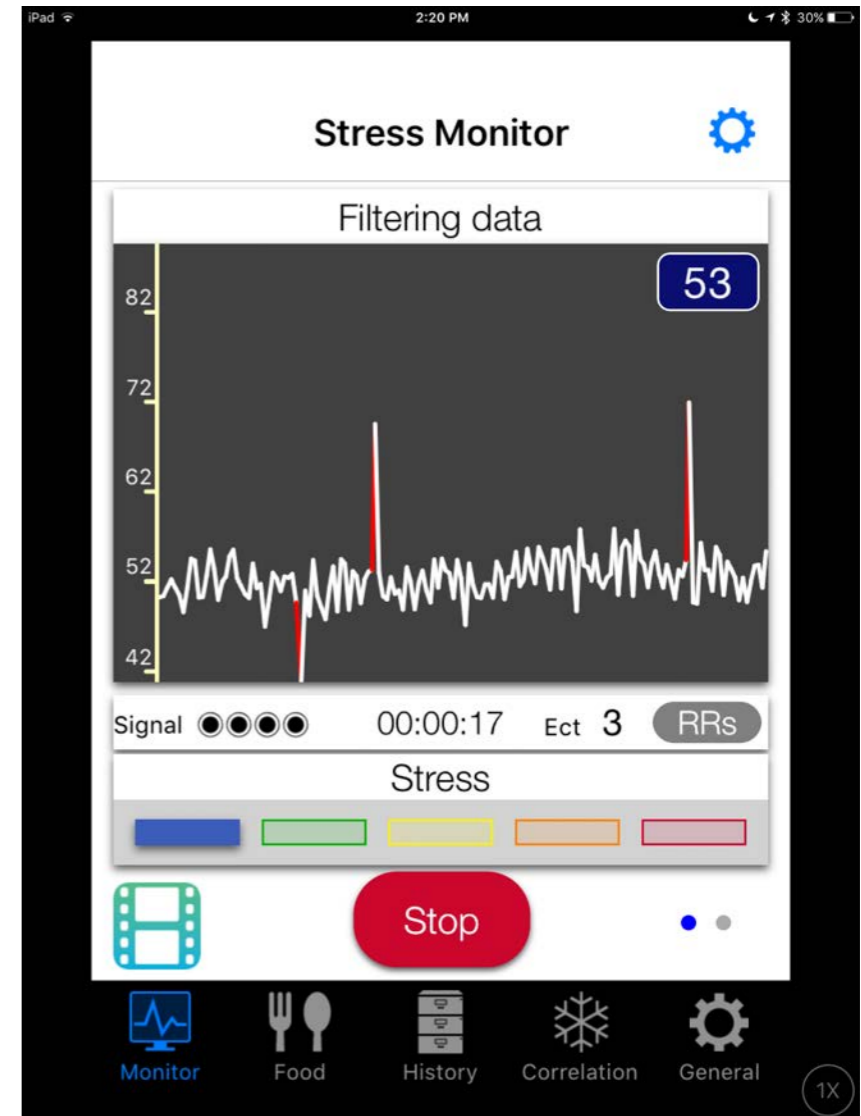 iPad 2:20 PM 30%
Stress Monitor
Filtering data
53
82
72
62
52
42
Signal 00:00:17 Ect 3 RRs
Stress
Stop
Monitor Food History Correlation General
1X